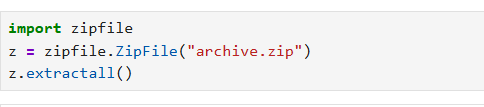 import zipfile
z = zipfile.ZipFile("archive.zip")
z.extractall()